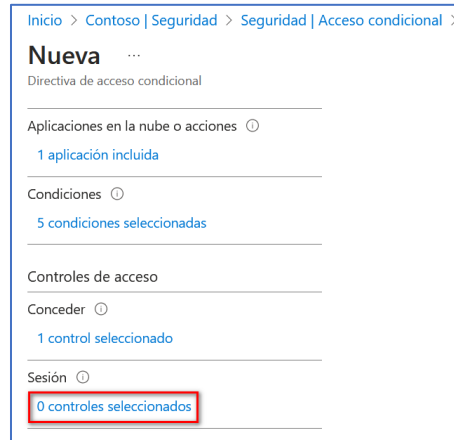 Inicio > Contoso | Seguridad > Seguridad | Acceso condicional >
Nueva ...
Directiva de acceso condicional
Aplicaciones en la nube o acciones
1 aplicación incluida
Condiciones
5 condiciones seleccionadas
Controles de acceso
Conceder
1 control seleccionado
Sesión
0 controles seleccionados